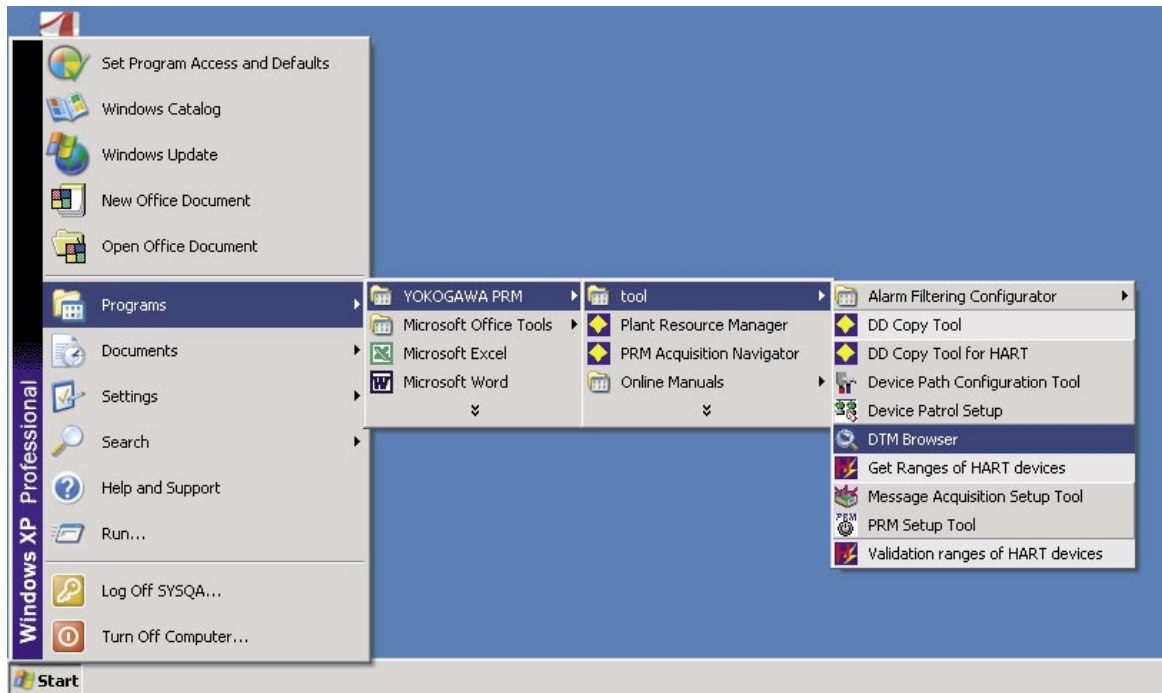 Set Program Access and Defaults
Windows Catalog
Windows Update
New Office Document
Open Office Document
Programs
Documents
Settings
Search
Help and Support
Run...
Log Off SYSQA...
Turn Off Computer...
Windows XP Professional
Start
YOKOGAWA PRM
Microsoft Office Tools
Microsoft Excel
Microsoft Word
tool
Plant Resource Manager
PRM Acquisition Navigator
Online Manuals
Alarm Filtering Configurator
DD Copy Tool
DD Copy Tool for HART
Device Path Configuration Tool
Device Patrol Setup
DTM Browser
Get Ranges of HART devices
Message Acquisition Setup Tool
PRM
PRM Setup Tool
Validation ranges of HART devices